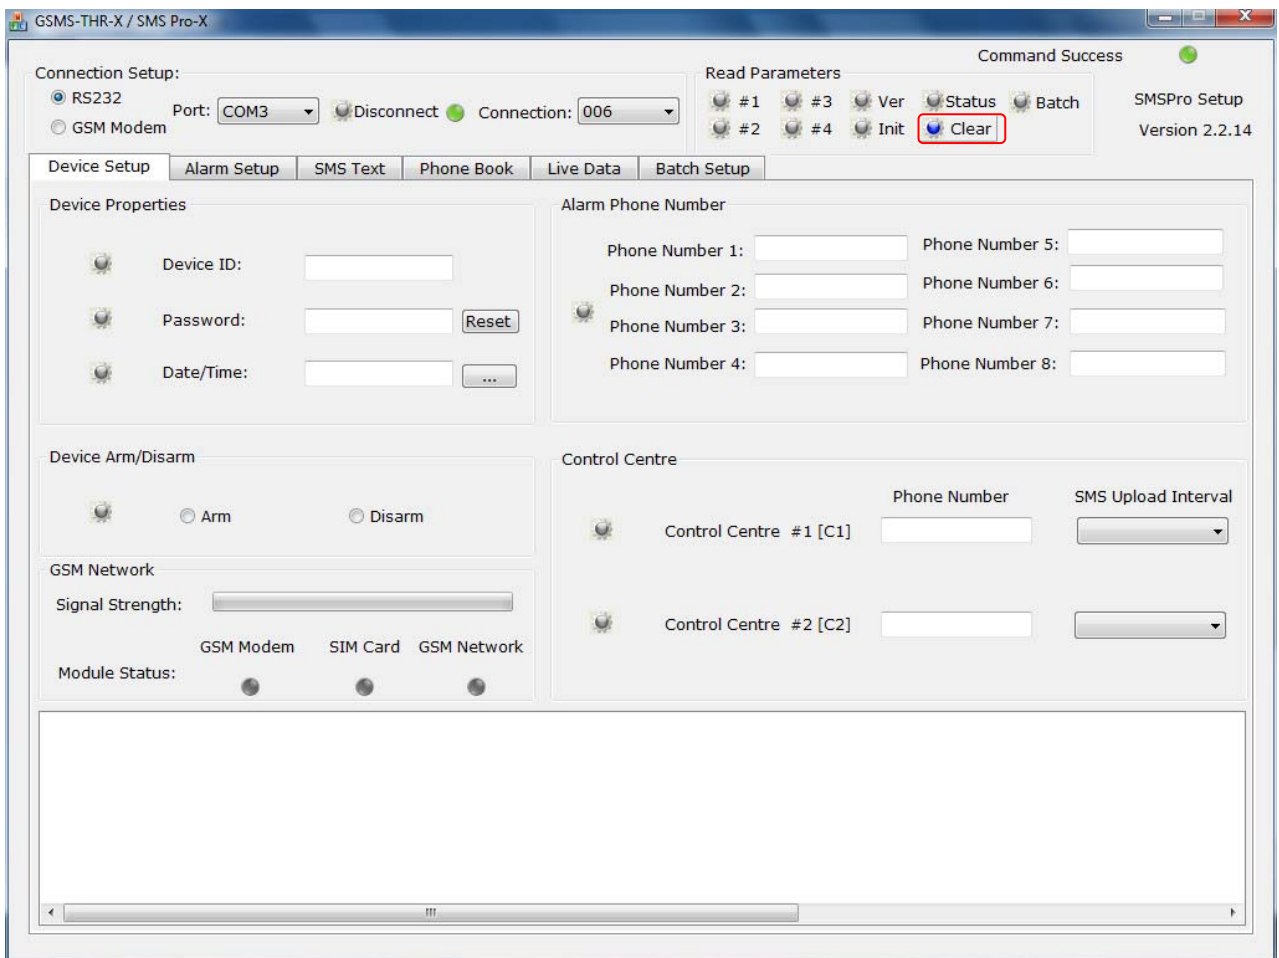 GSMS-THR-X / SMS Pro-X
Command Success
Connection Setup:
Read Parameters
RS232
Port: COM3 Disconnect Connection: 006
GSM Modem
#1 #3 Ver Status Batch
#2 #4 Init Clear
SMSPro Setup
Version 2.2.14
Device Setup Alarm Setup SMS Text Phone Book Live Data Batch Setup
Device Properties
Device ID:
Password: Reset
Date/Time: ...
Alarm Phone Number
Phone Number 1: Phone Number 5:
Phone Number 2: Phone Number 6:
Phone Number 3: Phone Number 7:
Phone Number 4: Phone Number 8:
Device Arm/Disarm
Arm Disarm
GSM Network
Signal Strength:
GSM Modem SIM Card GSM Network
Module Status:
Control Centre
Phone Number SMS Upload Interval
Control Centre #1 [C1]
Control Centre #2 [C2]